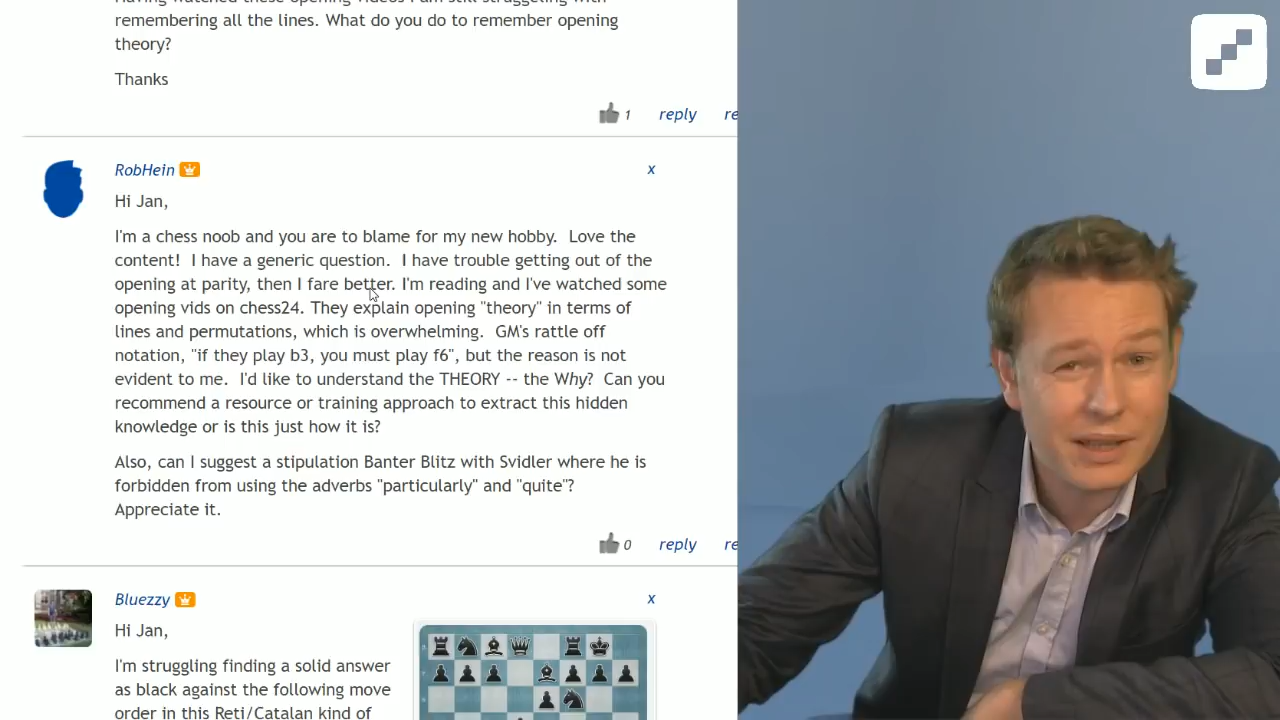 remembering all the lines. What do you do to remember opening
theory?
Thanks
1 reply re
RobHein x
Hi Jan,
I'm a chess noob and you are to blame for my new hobby. Love the
content! I have a generic question. I have trouble getting out of the
opening at parity, then I fare better. I'm reading and I've watched some
opening vids on chess24. They explain opening "theory" in terms of
lines and permutations, which is overwhelming. GM's rattle off
notation, "if they play b3, you must play f6", but the reason is not
evident to me. I'd like to understand the THEORY -- the Why? Can you
recommend a resource or training approach to extract this hidden
knowledge or is this just how it is?
Also, can I suggest a stipulation Banter Blitz with Svidler where he is
forbidden from using the adverbs "particularly" and "quite"?
Appreciate it.
0 reply re
Bluezzy x
Hi Jan,
I'm struggling finding a solid answer
as black against the following move
order in this Reti/Catalan kind of